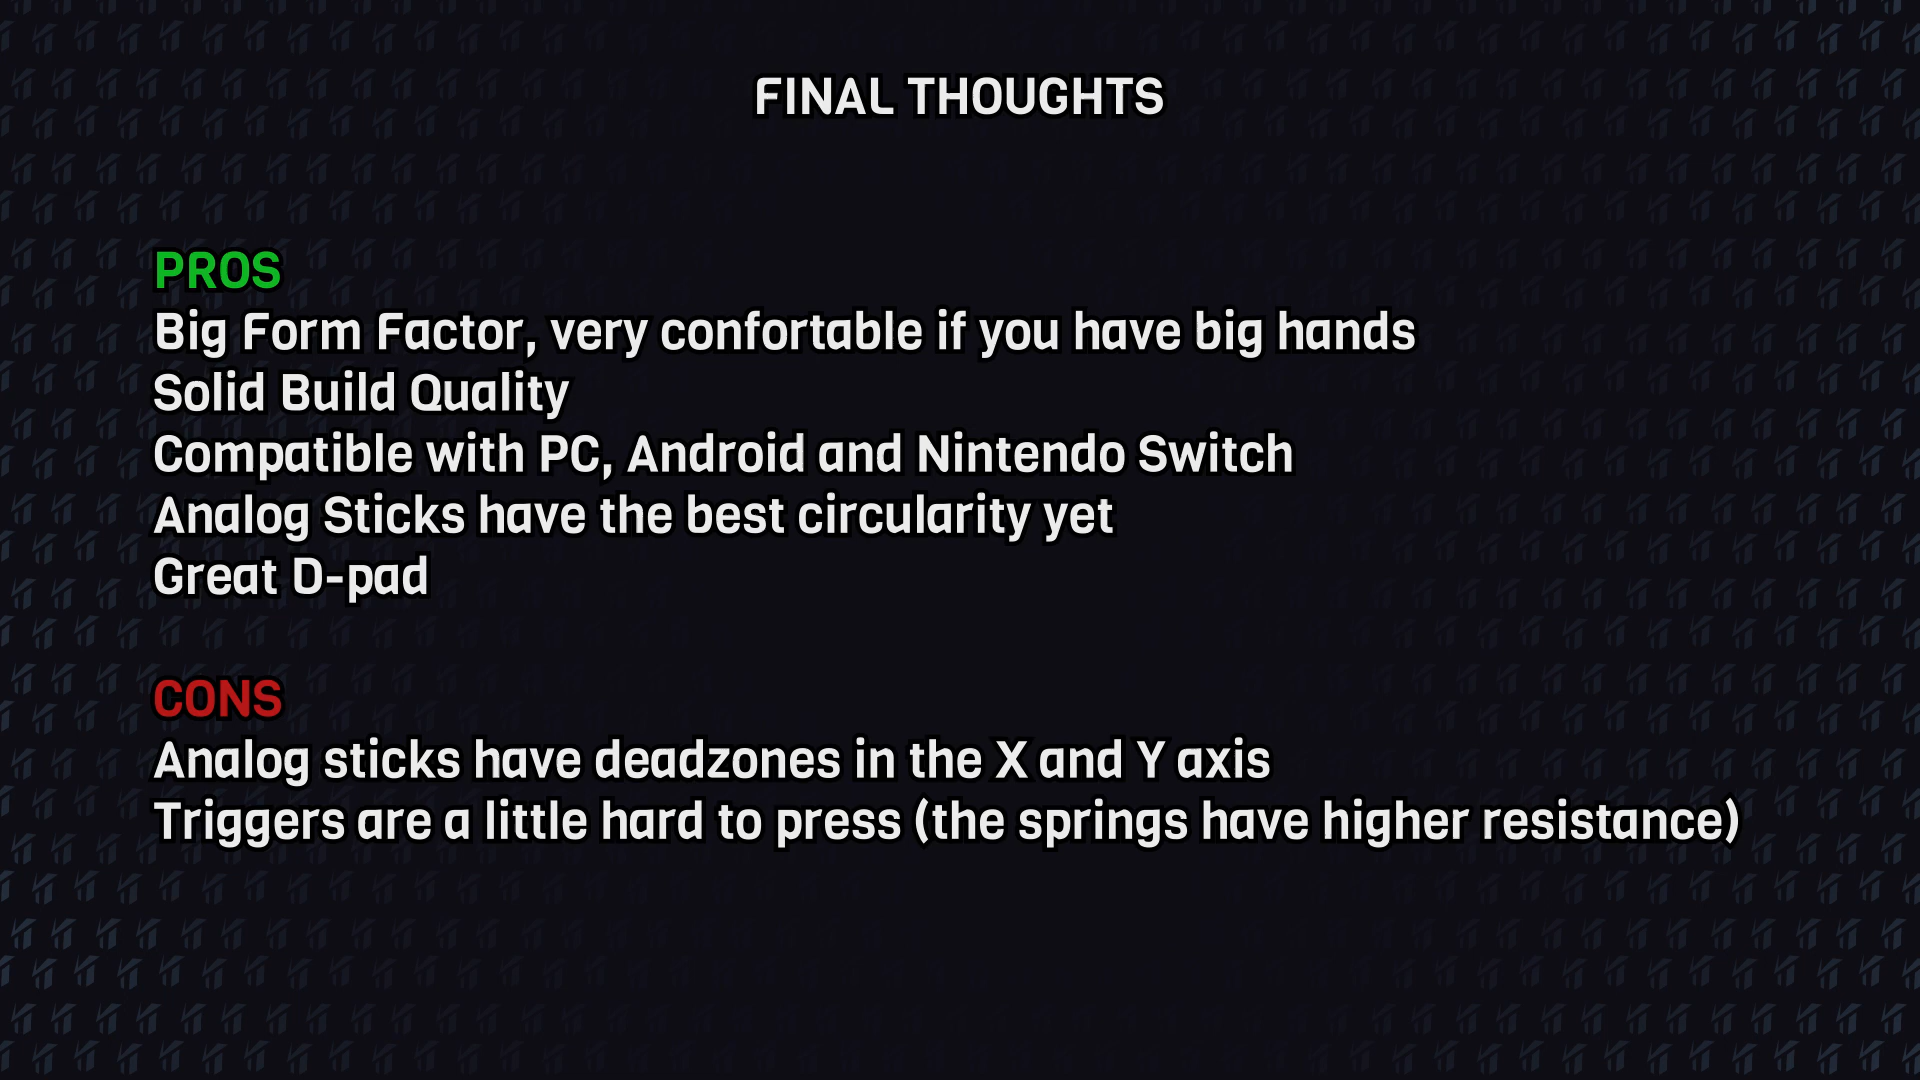 FINAL THOUGHTS
PROS
Big Form Factor, very confortable if you have big hands
Solid Build Quality
Compatible with PC, Android and Nintendo Switch
Analog Sticks have the best circularity yet
Great D-pad
CONS
Analog sticks have deadzones in the X and Y axis
Triggers are a little hard to press (the springs have higher resistance)